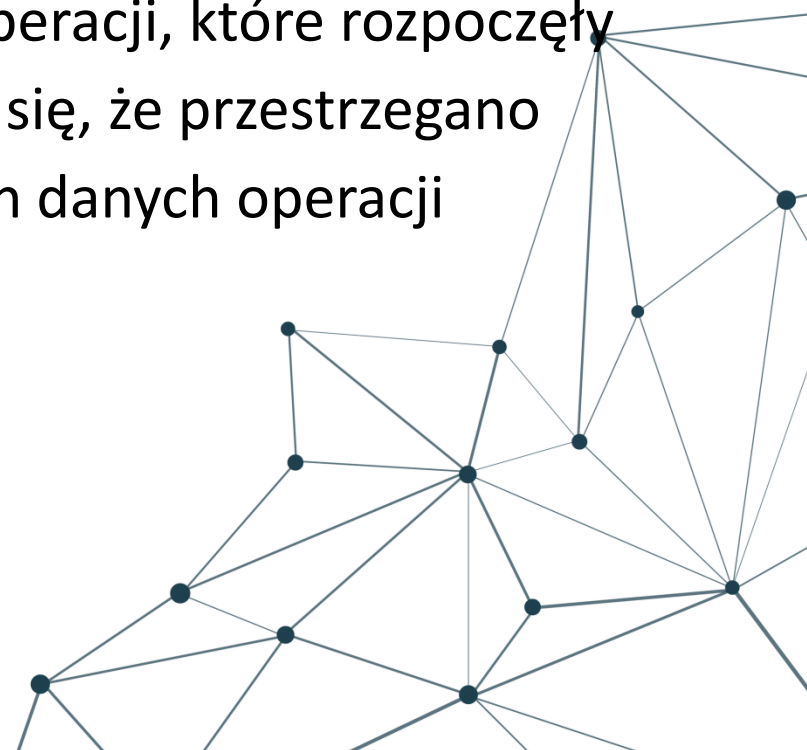 peracji, które rozpoczęły
się, że przestrzegano
danych operacji